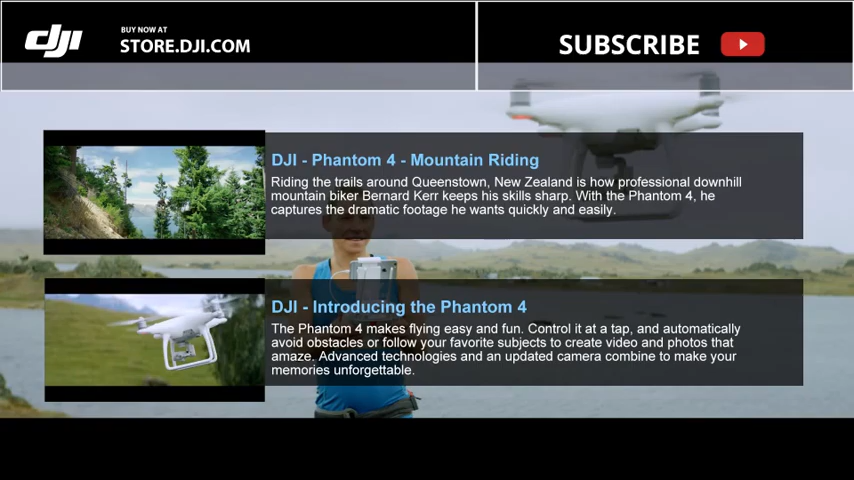 dji
BUY NOW AT
STORE.DJI.COM
SUBSCRIBE
DJI - Phantom 4 - Mountain Riding
Riding the trails around Queenstown, New Zealand is how professional downhill
mountain biker Bernard Kerr keeps his skills sharp. With the Phantom 4, he
captures the dramatic footage he wants quickly and easily.
DJI - Introducing the Phantom 4
The Phantom 4 makes flying easy and fun. Control it at a tap, and automatically
avoid obstacles or follow your favorite subjects to create video and photos that
amaze. Advanced technologies and an updated camera combine to make your
memories unforgettable.